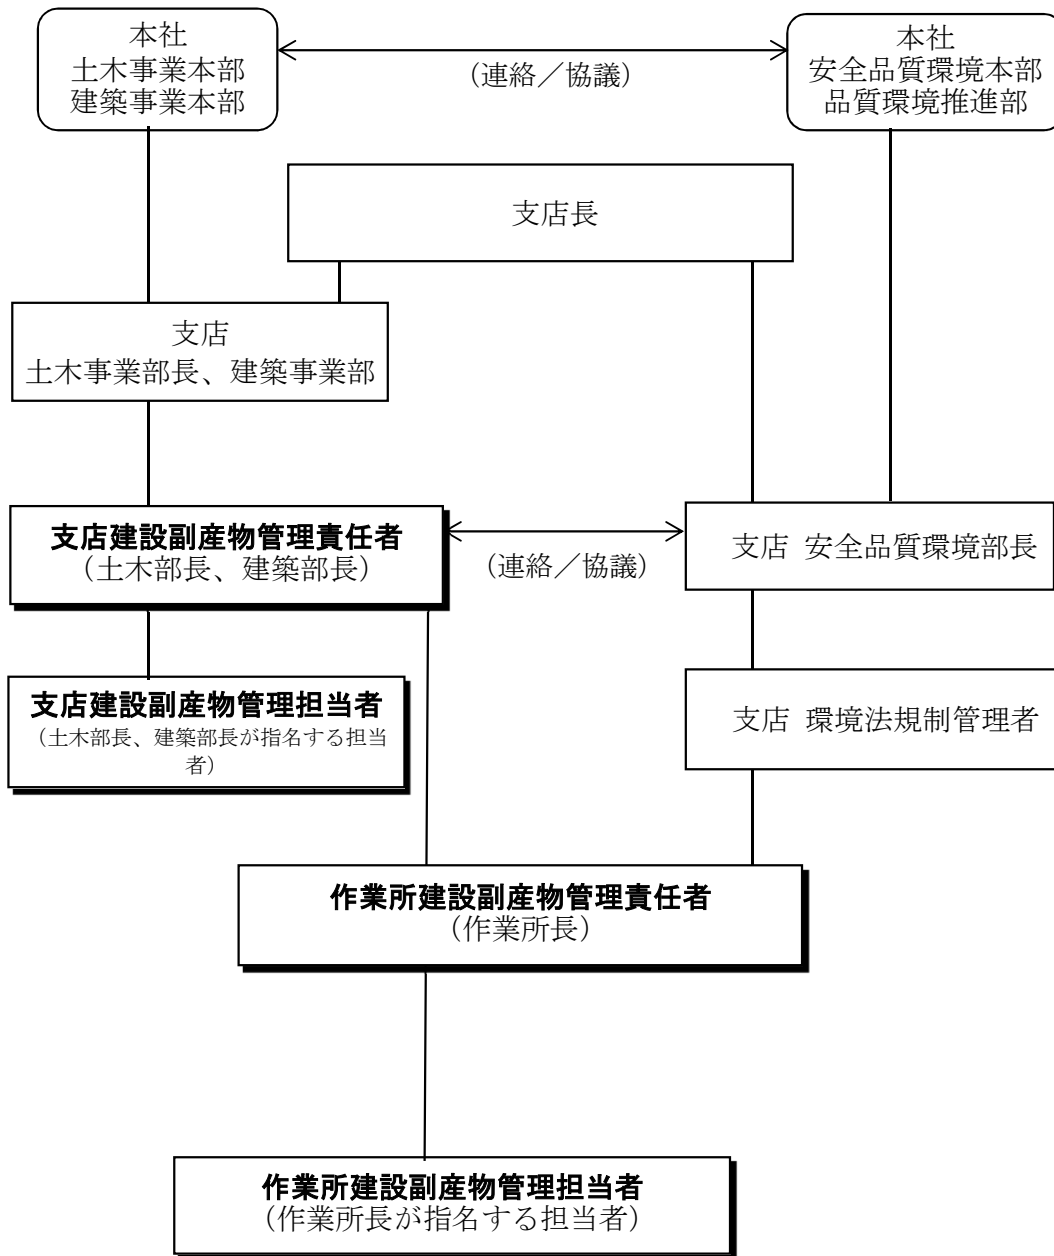 本社
土木事業本部
建築事業本部
（連絡／協議）
本社
安全品質環境本部
品質環境推進部
支店長
支店
土木事業部長、建築事業部
支店建設副産物管理責任者
（土木部長、建築部長）
（連絡／協議）
支店 安全品質環境部長
支店建設副産物管理担当者
（土木部長、建築部長が指名する担当
者）
支店 環境法規制管理者
作業所建設副産物管理責任者
（作業所長）
作業所建設副産物管理担当者
（作業所長が指名する担当者）